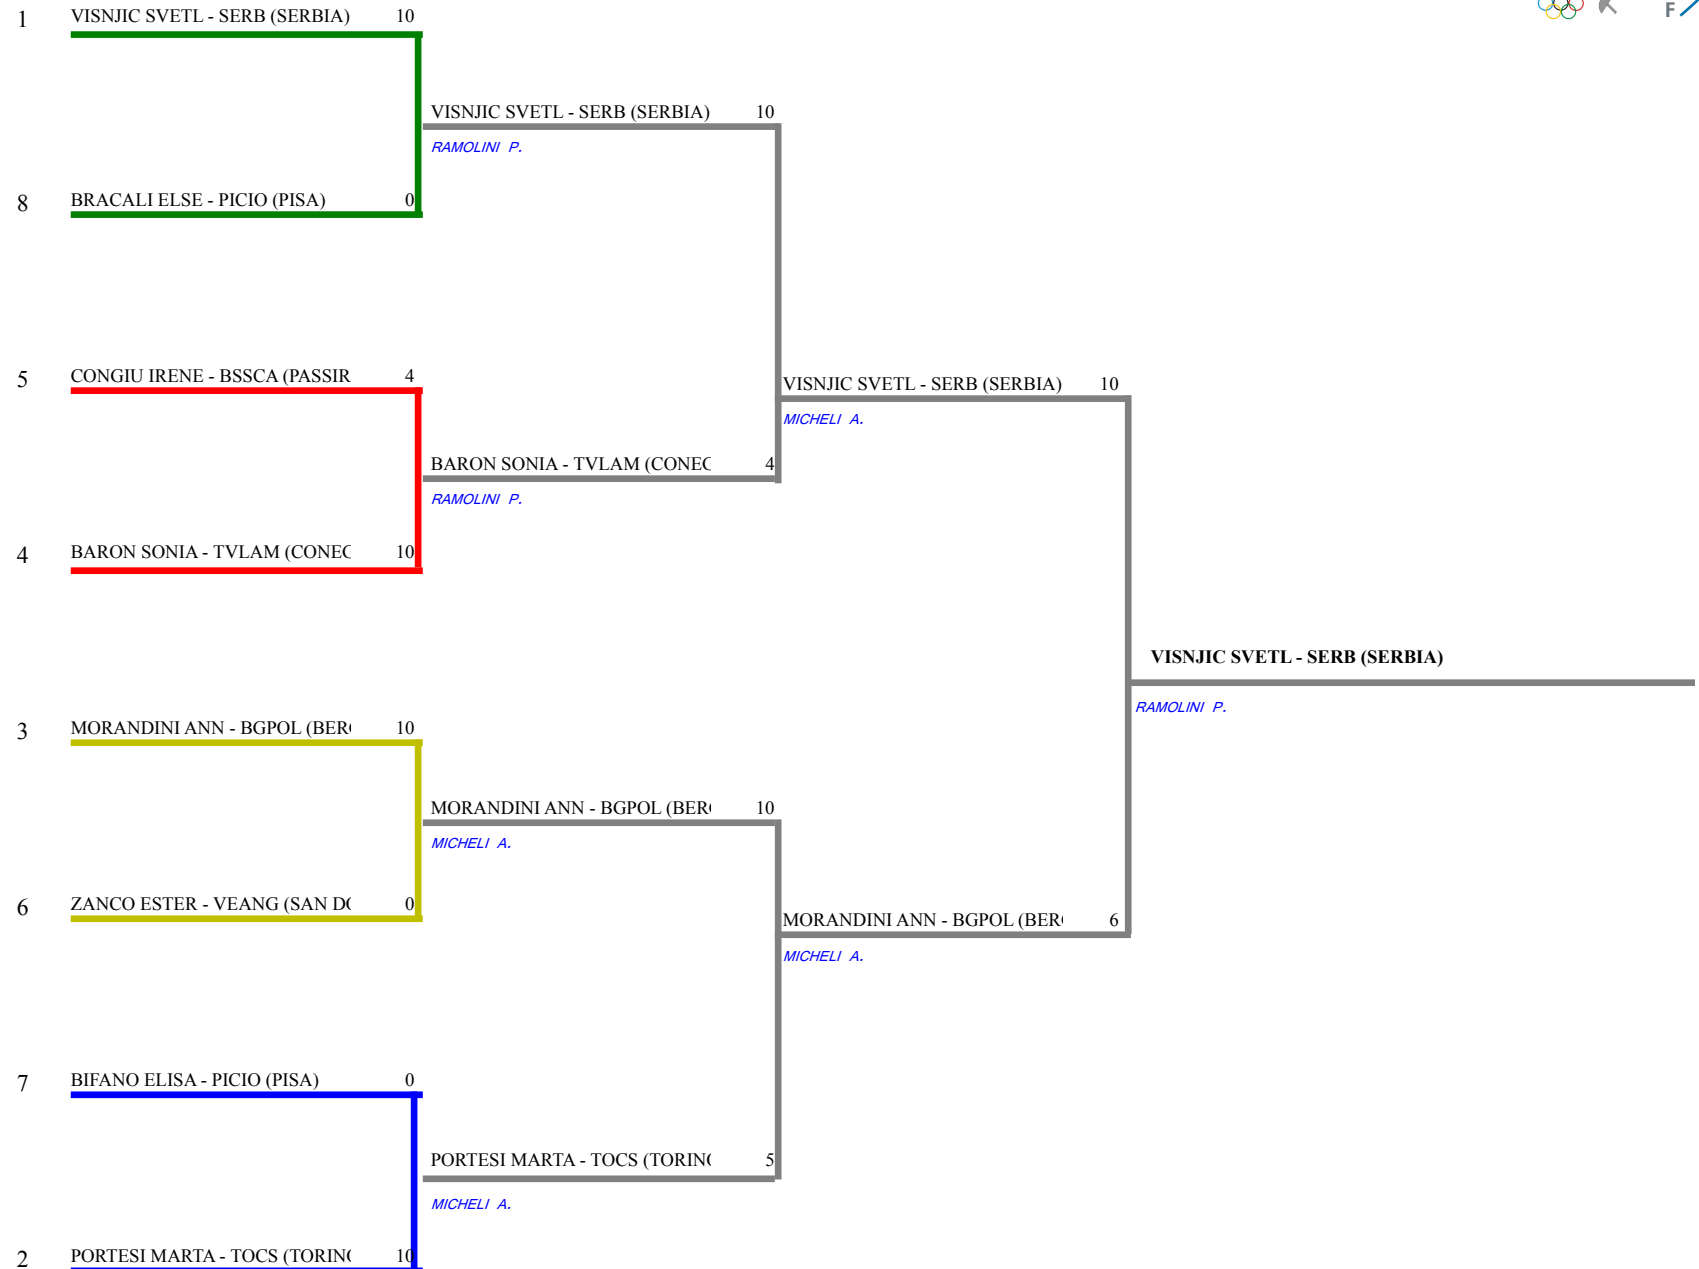 1 VISNJIC SVETL - SERB (SERBIA) 10
F
VISNJIC SVETL - SERB (SERBIA) 10
RAMOLINI P.
8 BRACALI ELSE - PICIO (PISA) 0
5 CONGIU IRENE - BSSCA (PASSIR 4
VISNJIC SVETL - SERB (SERBIA) 10
MICHELI A.
BARON SONIA - TVLAM (CONEC 4
RAMOLINI P.
4 BARON SONIA - TVLAM (CONEC 10
VISNJIC SVETL - SERB (SERBIA)
RAMOLINI P.
3 MORANDINI ANN - BGPOL (BER 10
MORANDINI ANN - BGPOL (BER 10
MICHELI A.
6 ZANCO ESTER - VEANG (SAN D 0
MORANDINI ANN - BGPOL (BER 6
MICHELI A.
7 BIFANO ELISA - PICIO (PISA) 0
PORTESI MARTA - TOCS (TORIN 5
MICHELI A.
2 PORTESI MARTA - TOCS (TORIN 10